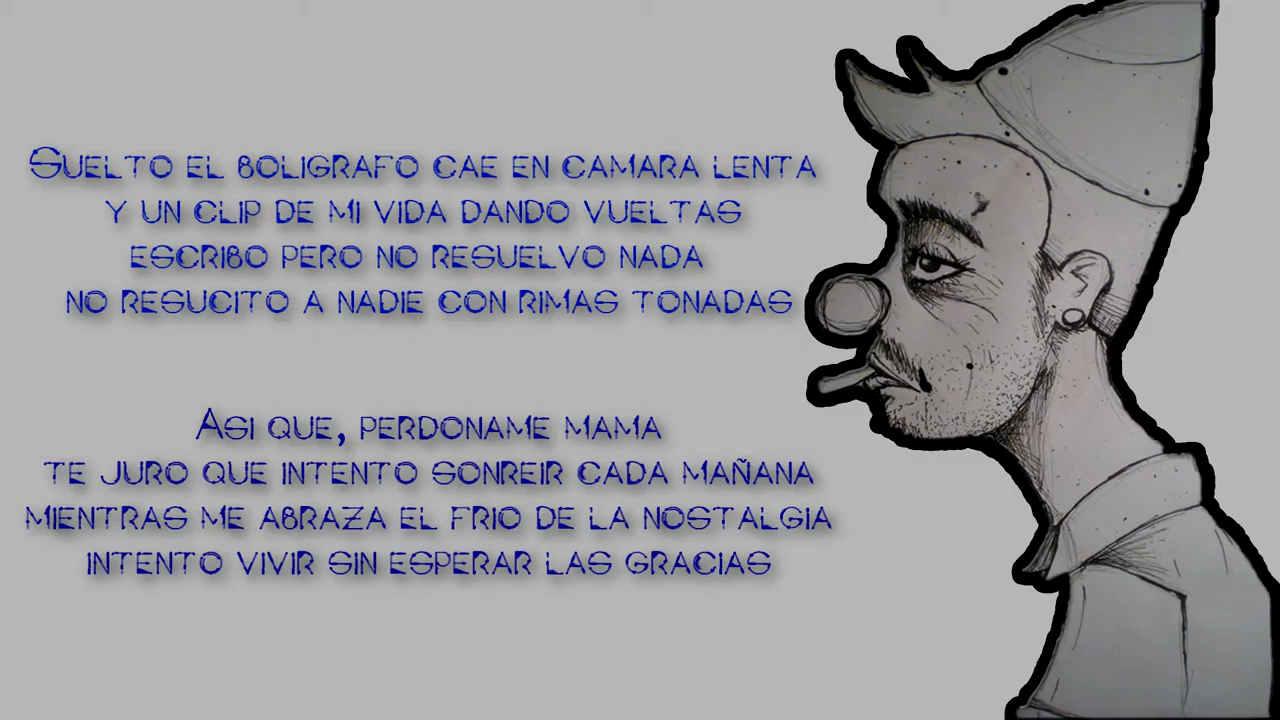 Suelto el boligrafo cae en camara lenta
y un clip de mi vida dando vueltas
escribo pero no resuelvo nada
no resucito a nadie con rimas tonadas
Asi que, perdoname mama
te juro que intento sonreir cada mañana
mientras me abraza el frio de la nostalgia
intento vivir sin esperar las gracias